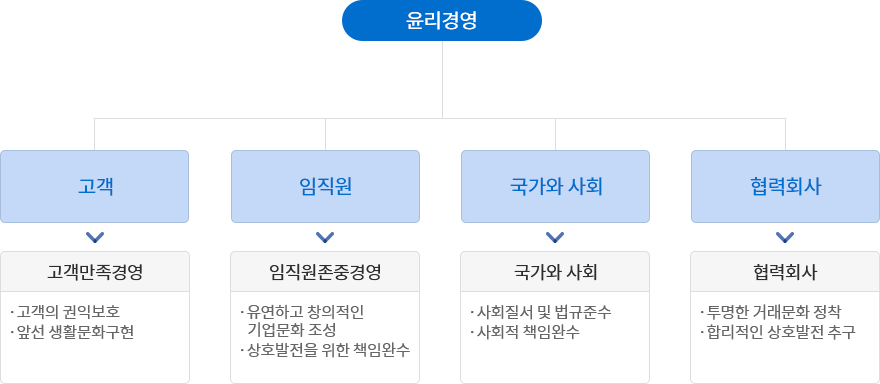 윤리경영
고객
임직원
국가와 사회
협력회사
고객만족경영
· 고객의 권익보호
· 앞선 생활문화구현
임직원존중경영
· 유연하고 창의적인
기업문화 조성
· 상호발전을 위한 책임완수
국가와 사회
· 사회질서 및 법규준수
· 사회적 책임완수
협력회사
· 투명한 거래문화 정착
· 합리적인 상호발전 추구